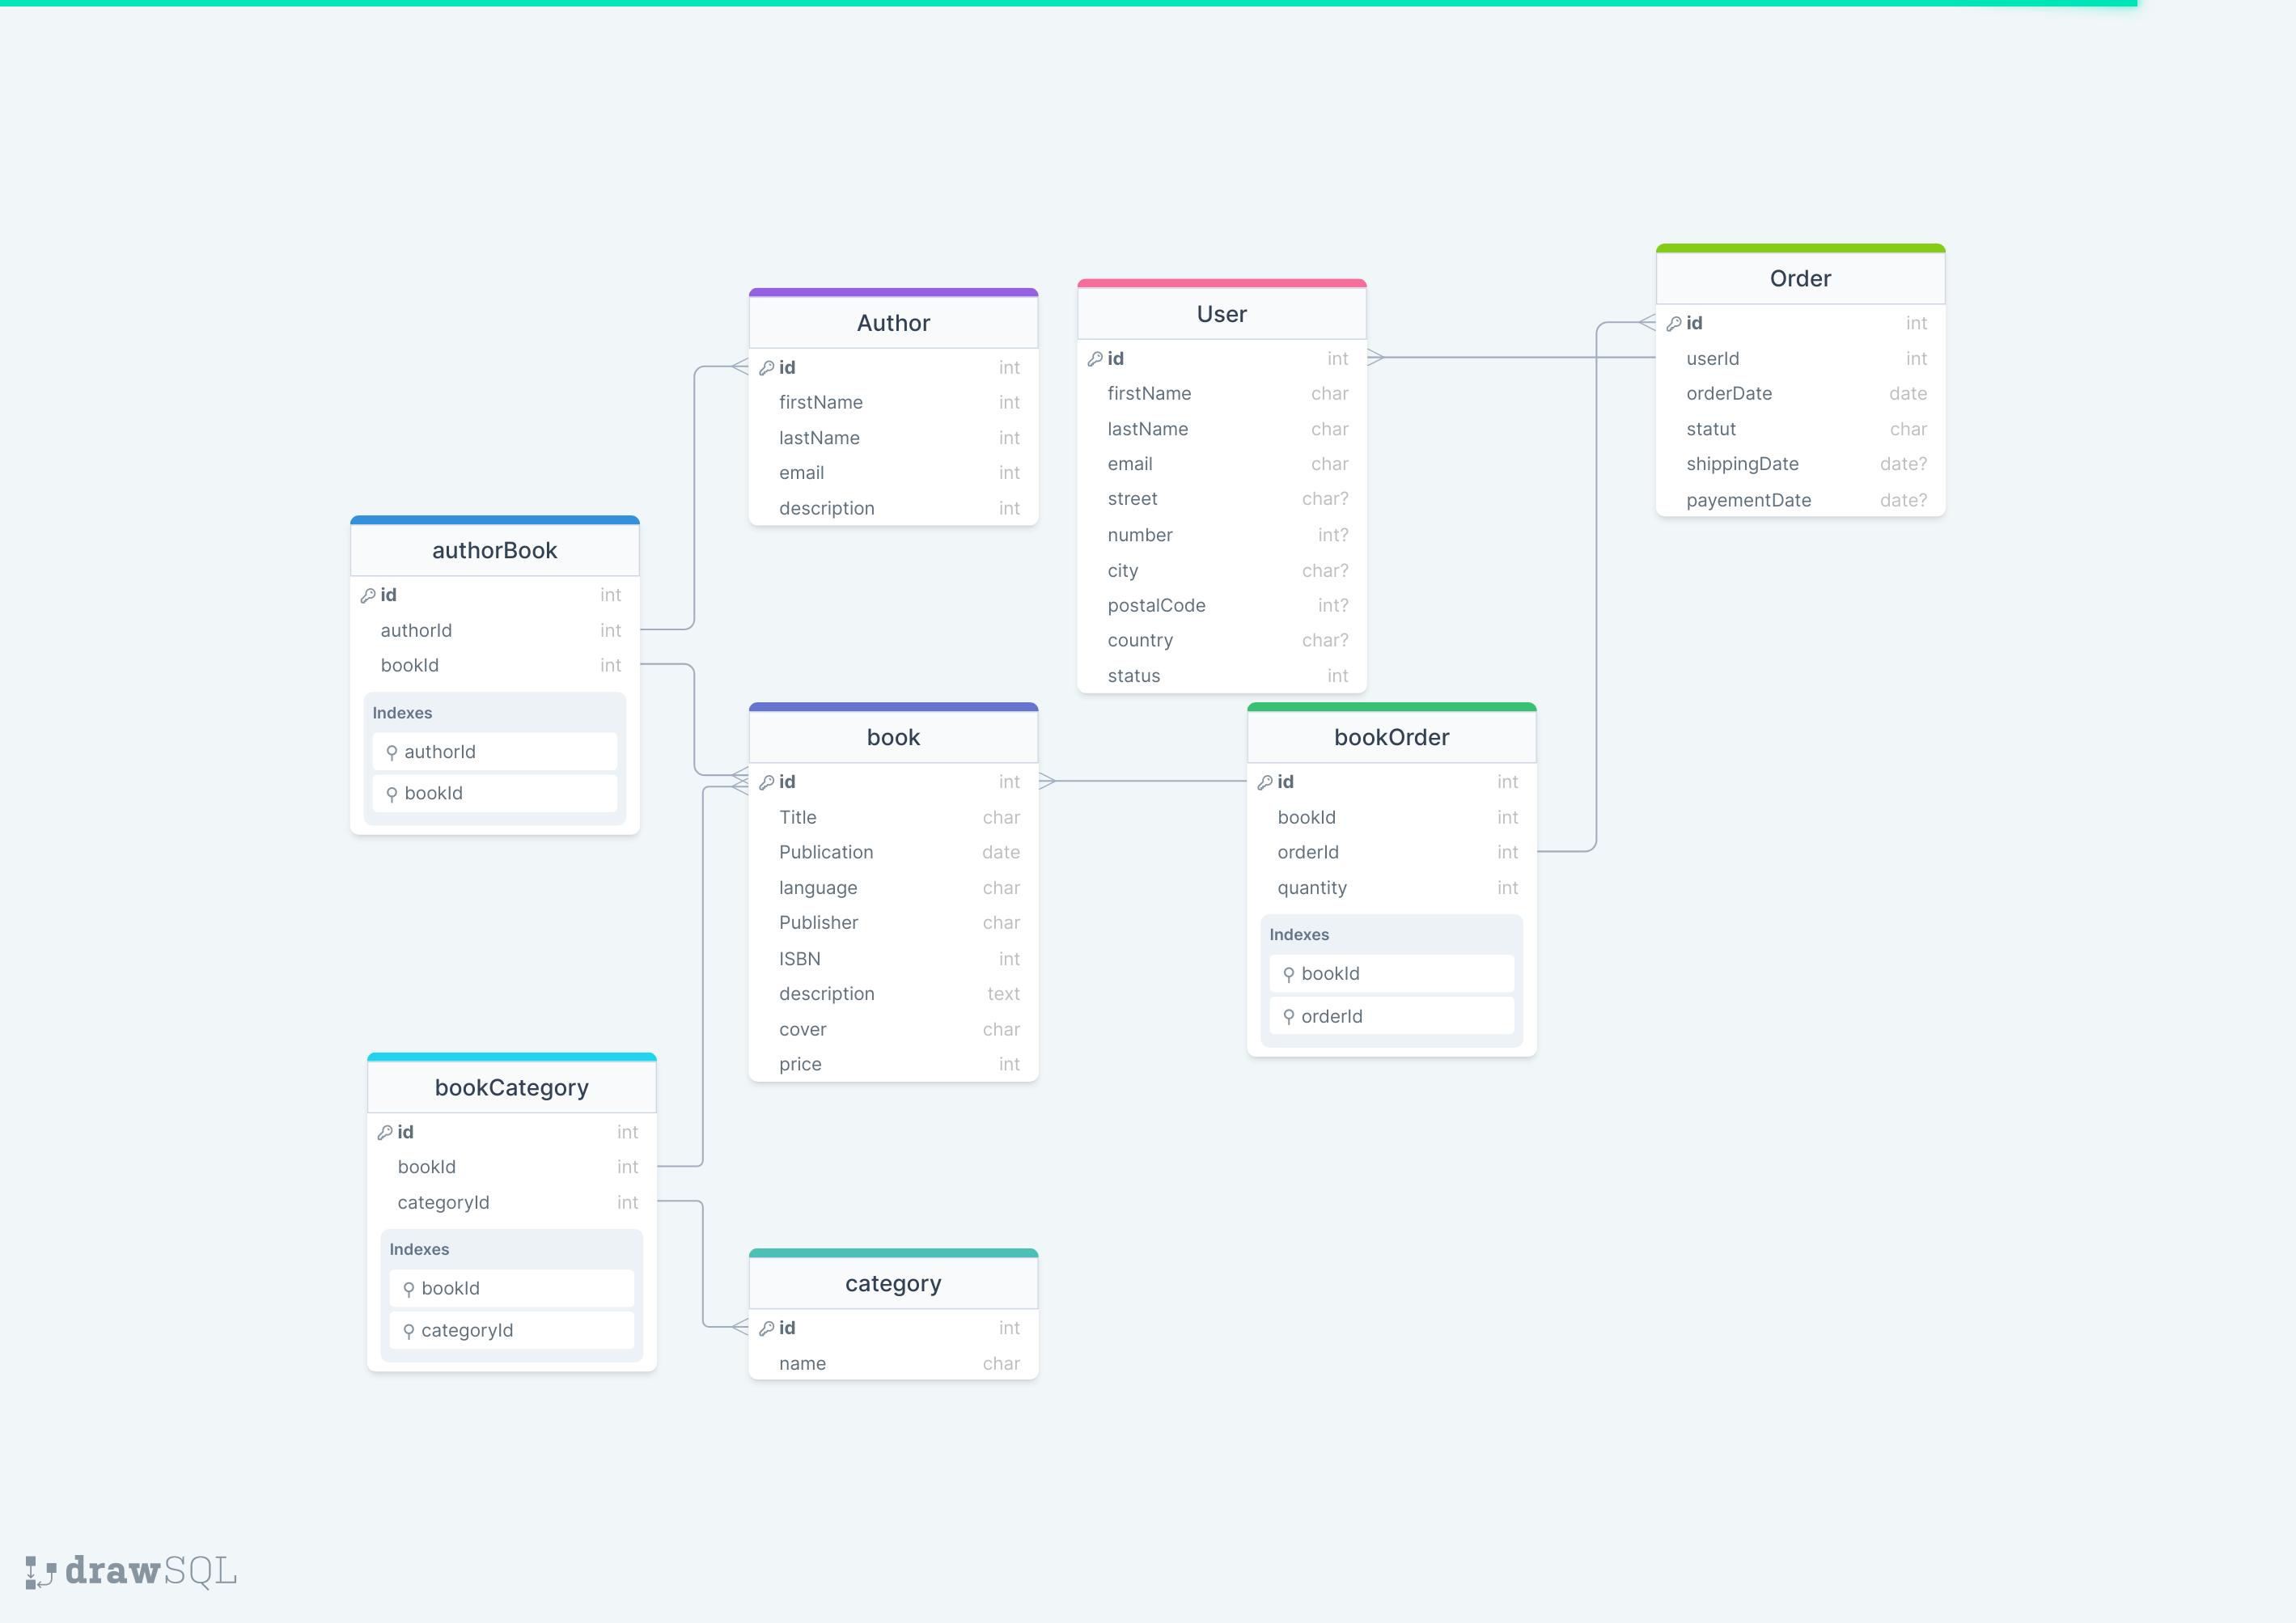 Author
id int
firstName int
lastName int
email int
description int
User
id int
firstName char
lastName char
email char
street char?
number int?
city char?
postalCode int?
country char?
status int
Order
id int
userId int
orderDate date
statut char
shippingDate date?
payementDate date?
authorBook
id int
authorId int
bookId int
Indexes
authorId
bookId
book
id int
Title char
Publication date
language char
Publisher char
ISBN int
description text
cover char
price int
bookOrder
id int
bookId int
orderId int
quantity int
Indexes
bookId
orderId
bookCategory
id int
bookId int
categoryId int
Indexes
bookId
categoryId
category
id int
name char
drawSQL